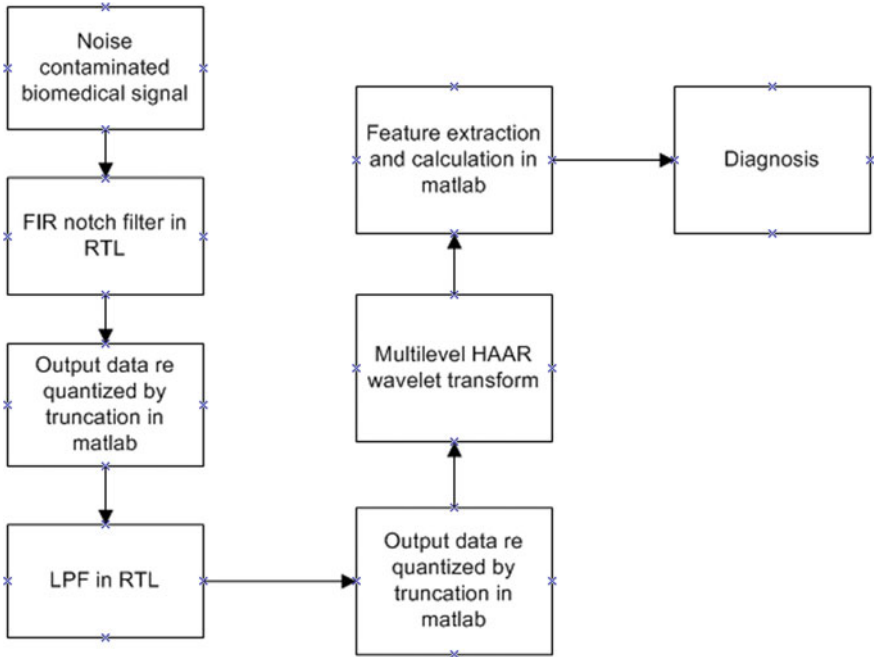 Noise
contaminated
biomedical signal
FIR notch filter in
RTL
Output data re
quantized by
truncation in
matlab
LPF in RTL
Output data re
quantized by
truncation in
matlab
Multilevel HAAR
wavelet transform
Feature extraction
and calculation in
matlab
Diagnosis